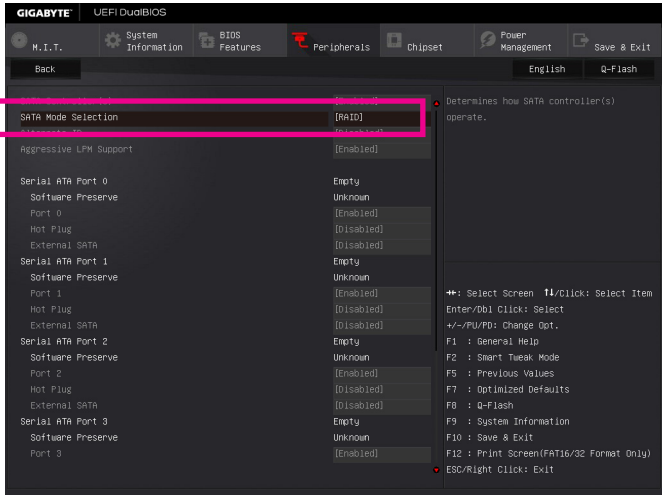 GIGABYTE™ UEFI DualBIOS
M.I.T. System Information BIOS Features Peripherals Chipset Power Management Save & Exit
Back English Q-Flash
SATA Controller(s) [Enabled] Determines how SATA controller(s)
SATA Mode Selection [RAID] operate.
Alternate ID [Disabled]
Aggressive LPM Support [Enabled]
Serial ATA Port 0 Empty
Software Preserve Unknown
Port 0 [Enabled]
Hot Plug [Disabled]
External SATA [Disabled]
Serial ATA Port 1 Empty
Software Preserve Unknown
Port 1 [Enabled] →←: Select Screen ↑↓/Click: Select Item
Hot Plug [Disabled] Enter/Dbl Click: Select
External SATA [Disabled] +/-/PU/PD: Change Opt.
Serial ATA Port 2 Empty F1 : General Help
Software Preserve Unknown F2 : Smart Tweak Mode
Port 2 [Enabled] F5 : Previous Values
Hot Plug [Disabled] F7 : Optimized Defaults
External SATA [Disabled] F8 : Q-Flash
Serial ATA Port 3 Empty F9 : System Information
Software Preserve Unknown F10 : Save & Exit
Port 3 [Enabled] F12 : Print Screen(FAT16/32 Format Only)
ESC/Right Click: Exit